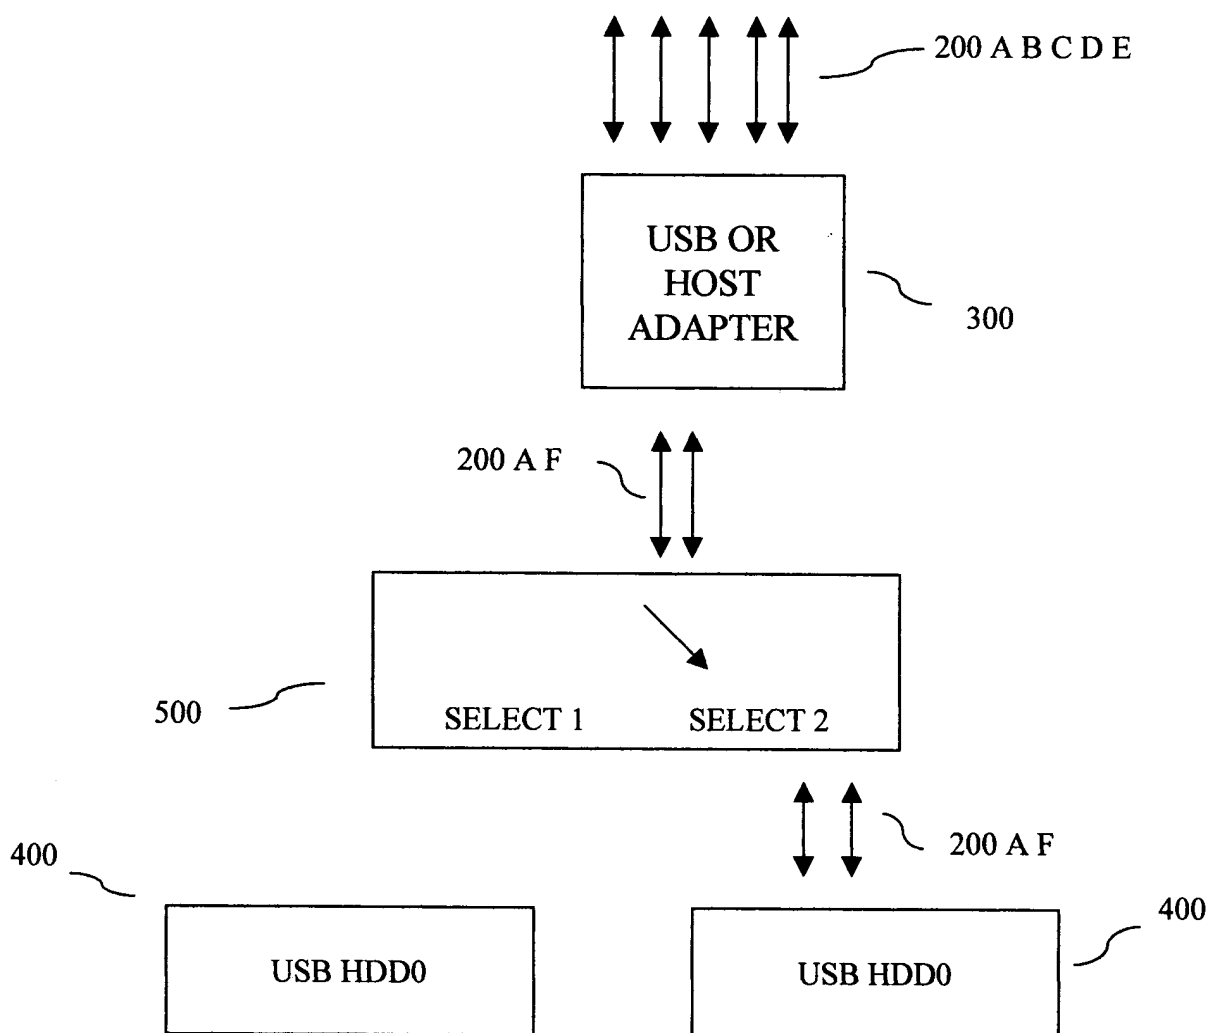 200 A B C D E
USB OR
HOST
ADAPTER
300
200 A F
500
SELECT 1
SELECT 2
200 A F
400
400
USB HDD0
USB HDD0